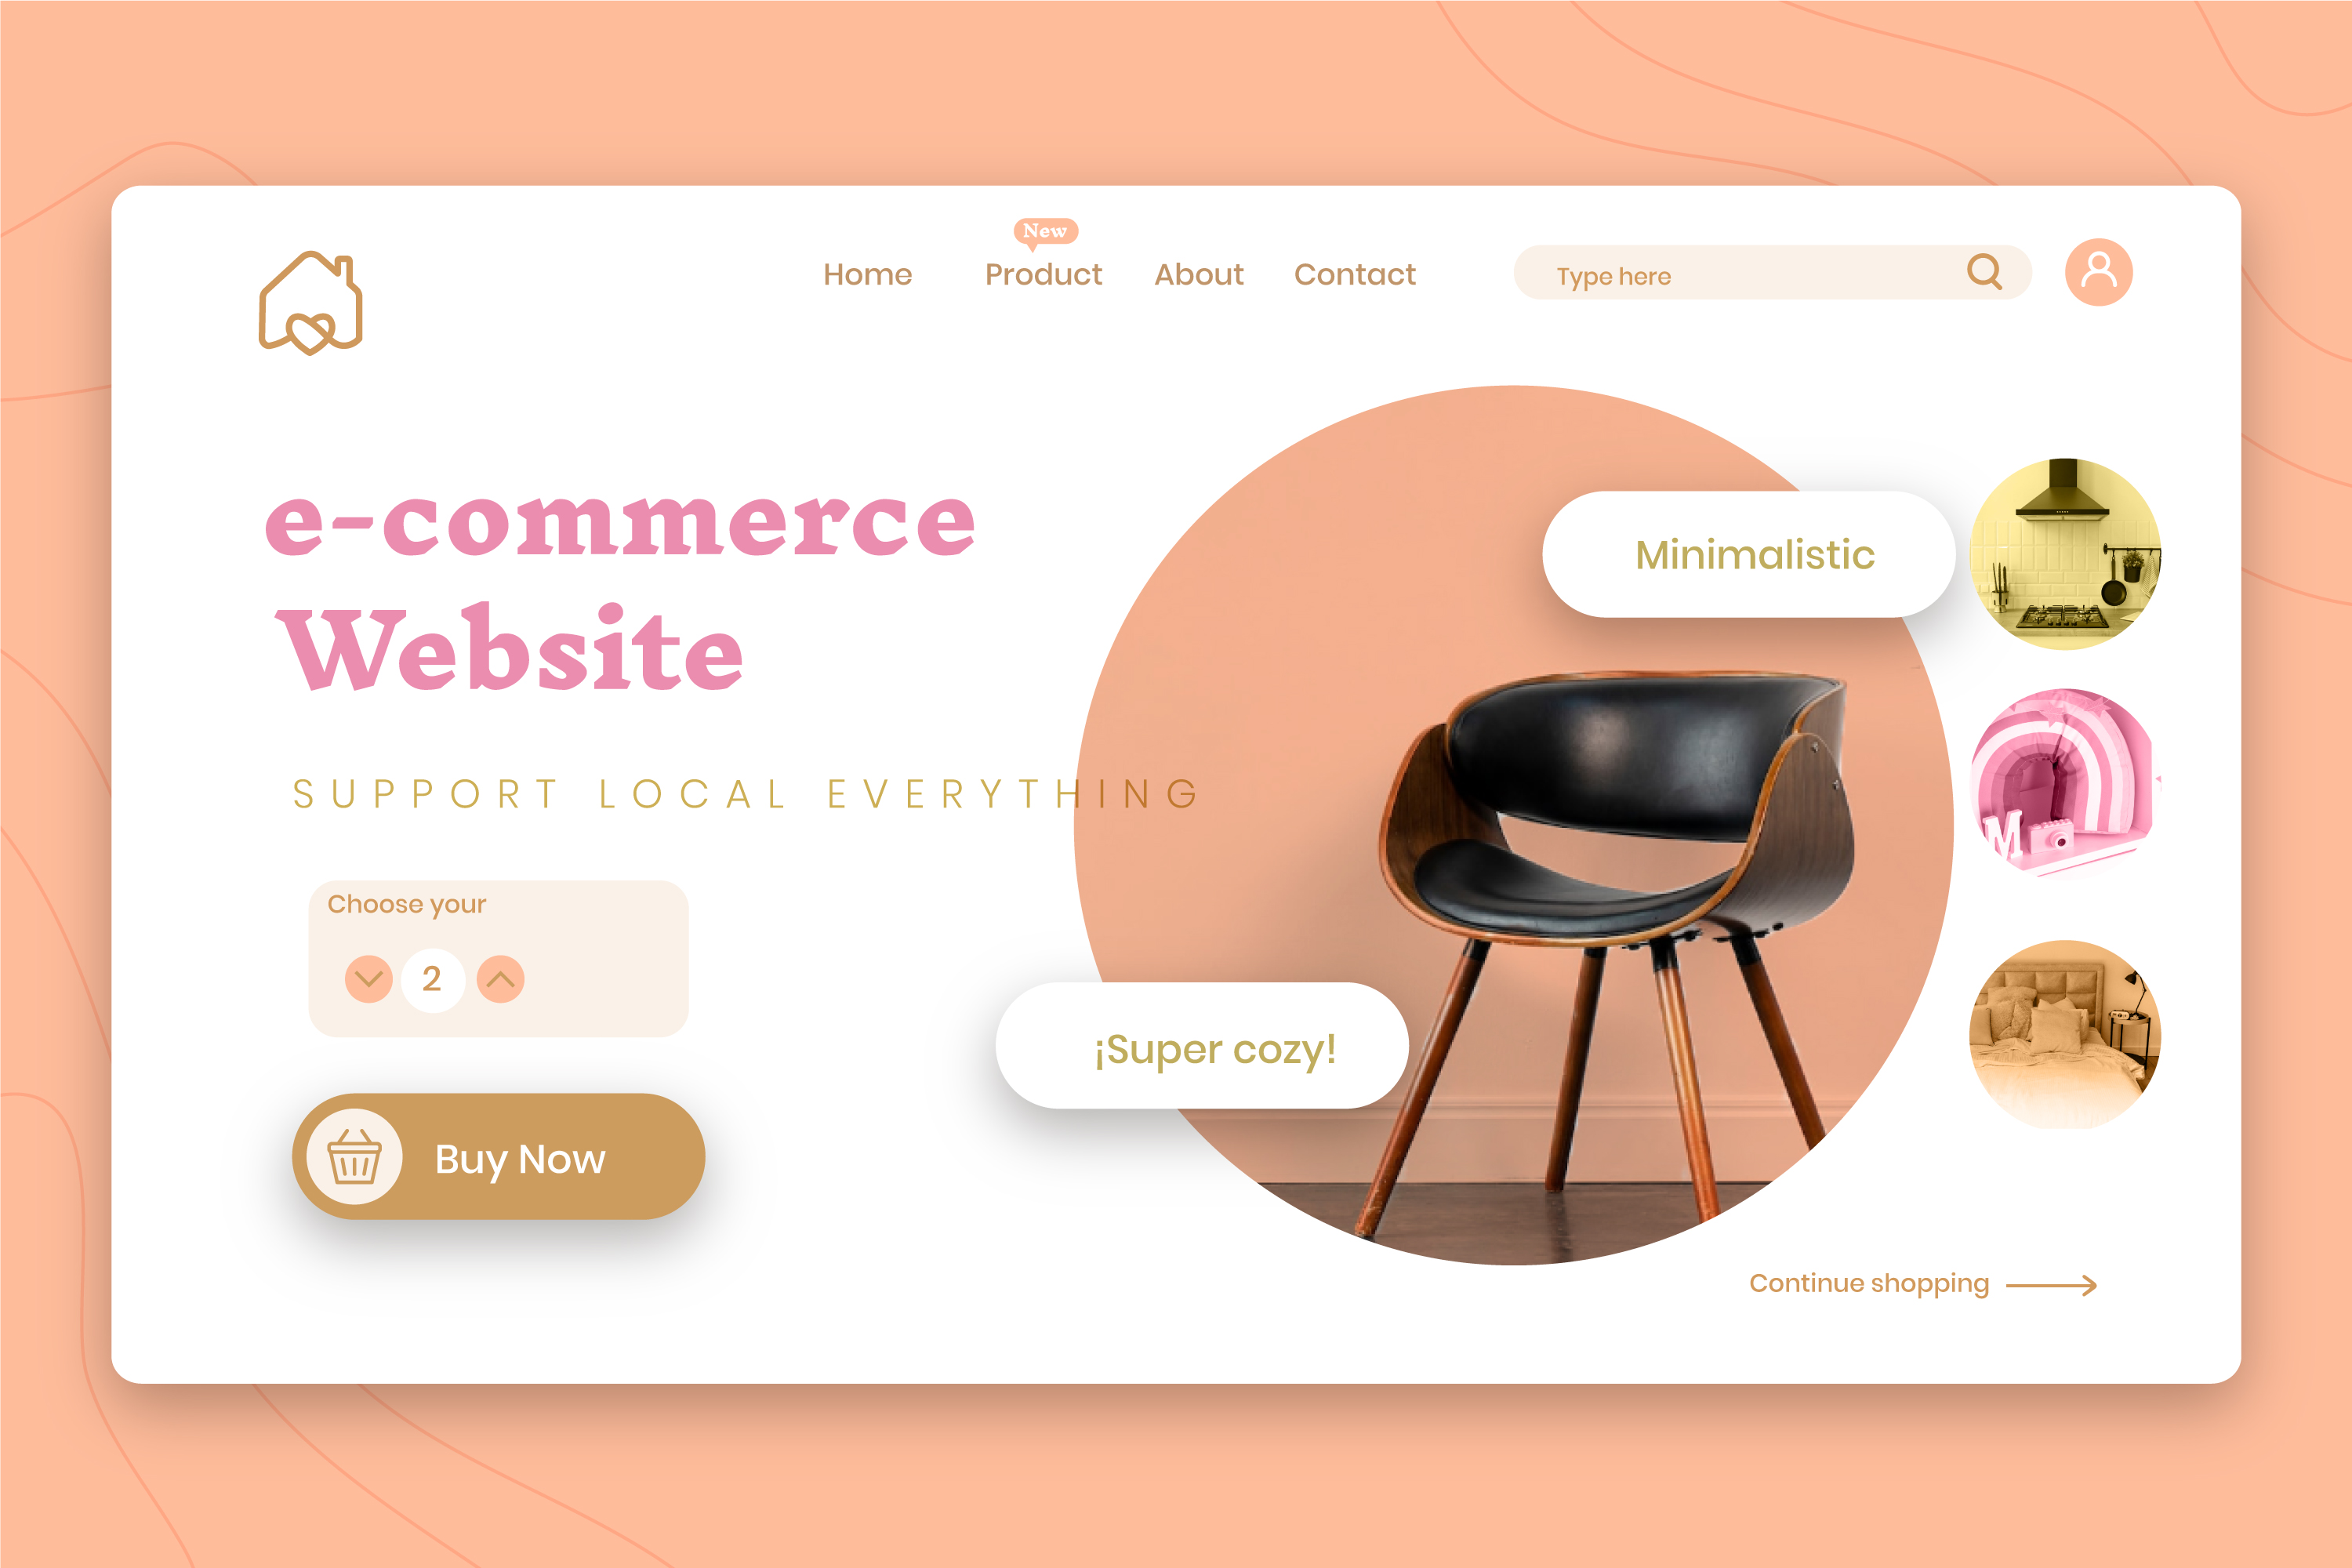 New
Home Product About Contact
Type here
e-commerce
Website
Minimalistic
SUPPORT LOCAL EVERYTHING
M
Choose your
2
¡Super cozy!
Buy Now
Continue shopping